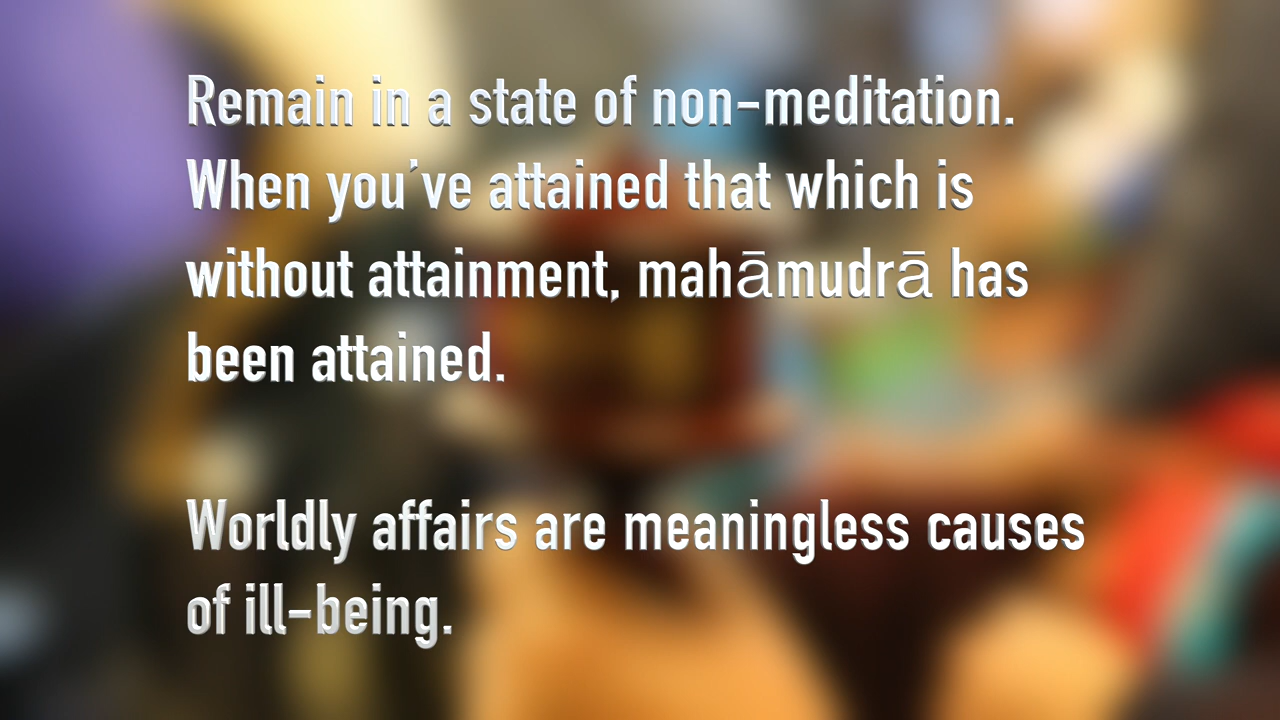 Remain in a state of non-meditation.
When you've attained that which is
without attainment, mahāmudrā has
been attained.
Worldly affairs are meaningless causes
of ill-being.